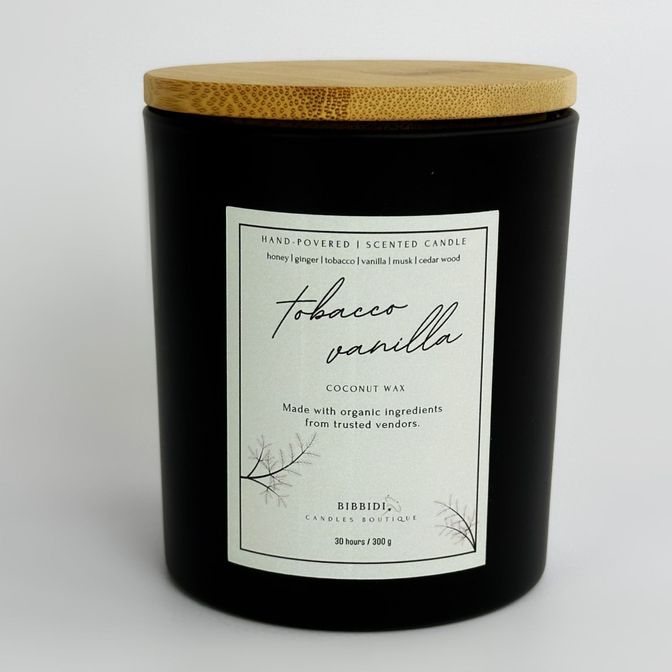 HAND-POVERED | SCENTED CANDLE
honey | ginger | tobacco | vanilla | musk | cedar wood
tobacco
vanilla
COCONUT WAX
Made with organic ingredients
from trusted vendors.
BIBBIDI
CANDLES BOUTIQUE
30 hours / 300 g